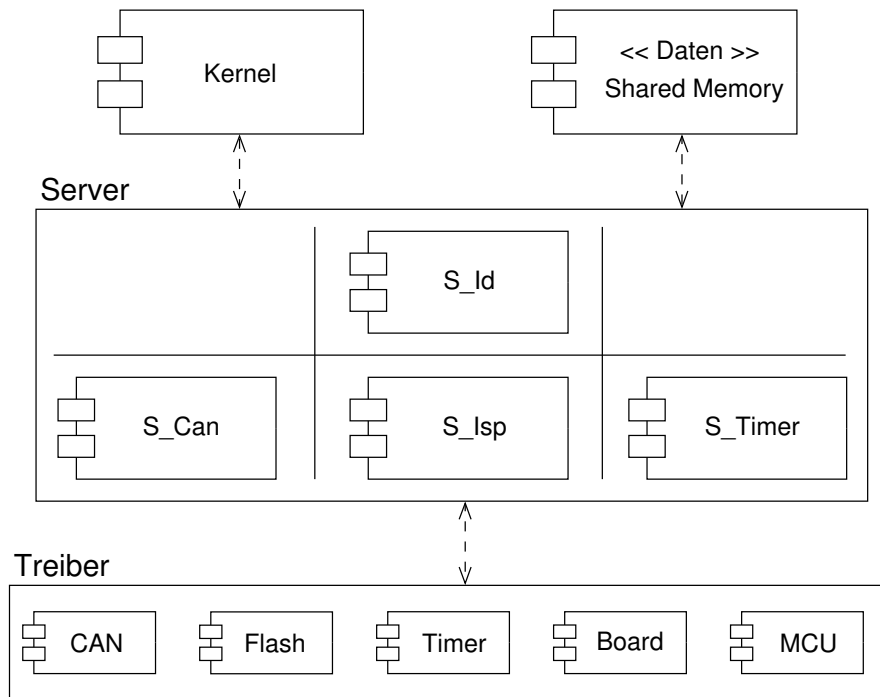 Kernel
<< Daten >>
Shared Memory
Server
S_Id
S_Can
S_Isp
S_Timer
Treiber
CAN
Flash
Timer
Board
MCU